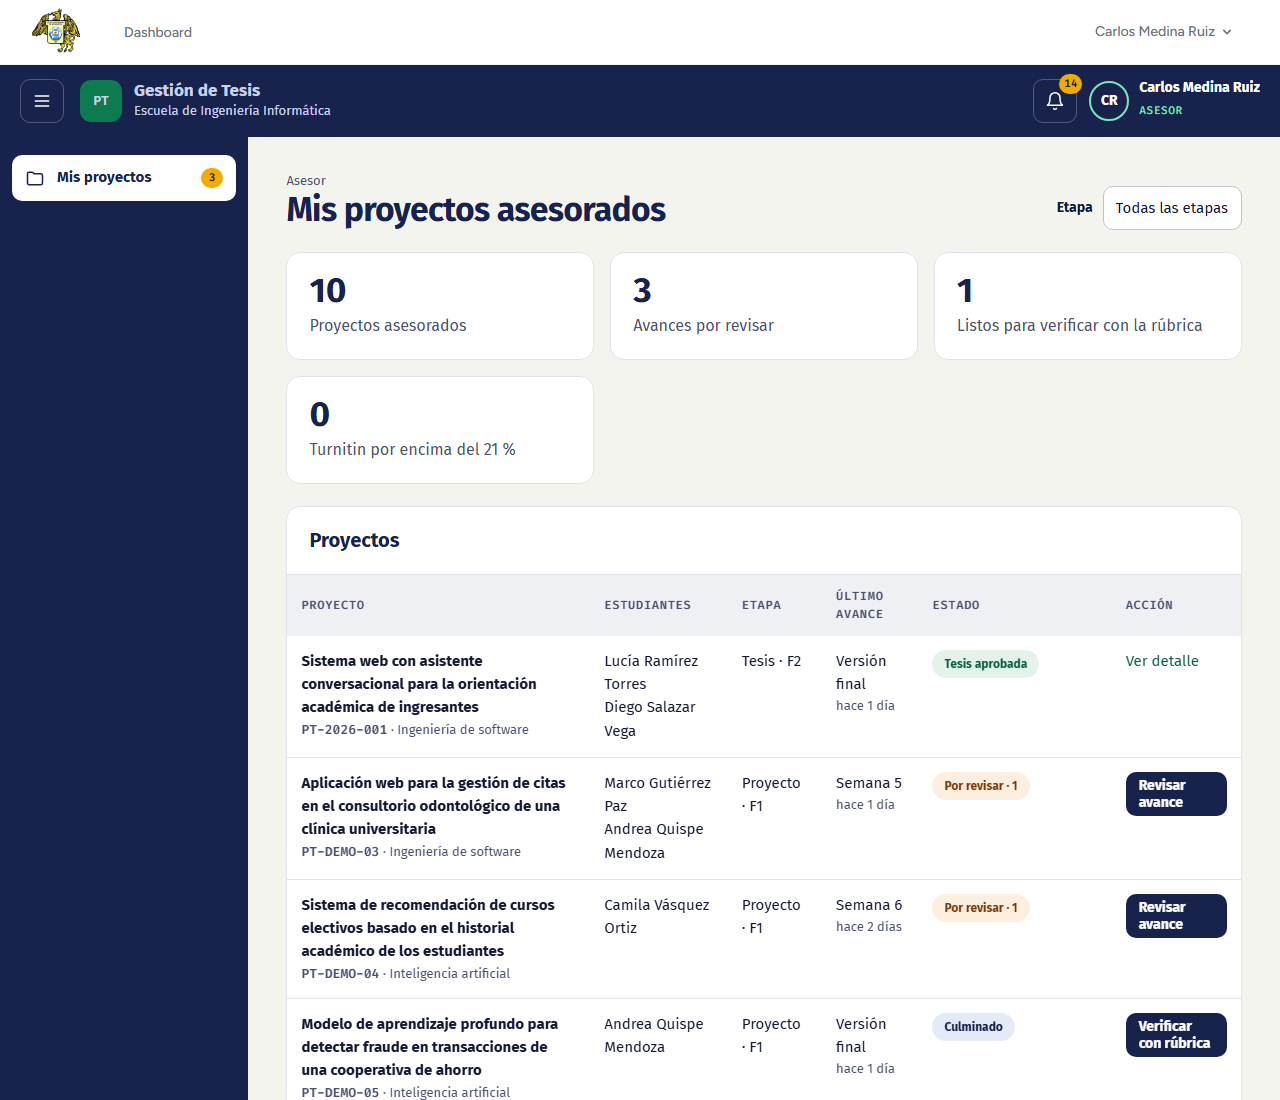 Dashboard
Carlos Medina Ruiz
PT
Gestión de Tesis
Escuela de Ingeniería Informática
14
CR
Carlos Medina Ruiz
ASESOR
Mis proyectos
3
Asesor
Mis proyectos asesorados
Etapa
Todas las etapas
10
Proyectos asesorados
3
Avances por revisar
1
Listos para verificar con la rúbrica
0
Turnitin por encima del 21 %
Proyectos
PROYECTO
ESTUDIANTES
ETAPA
ÚLTIMO
AVANCE
ESTADO
ACCIÓN
Sistema web con asistente
conversacional para la orientación
académica de ingresantes
PT-2026-001 · Ingeniería de software
Lucía Ramírez
Torres
Diego Salazar
Vega
Tesis · F2
Versión
final
hace 1 día
Tesis aprobada
Ver detalle
Aplicación web para la gestión de citas
en el consultorio odontológico de una
clínica universitaria
PT-DEMO-03 · Ingeniería de software
Marco Gutiérrez
Paz
Andrea Quispe
Mendoza
Proyecto
· F1
Semana 5
hace 1 día
Por revisar · 1
Revisar
avance
Sistema de recomendación de cursos
electivos basado en el historial
académico de los estudiantes
PT-DEMO-04 · Inteligencia artificial
Camila Vásquez
Ortiz
Proyecto
· F1
Semana 6
hace 2 días
Por revisar · 1
Revisar
avance
Modelo de aprendizaje profundo para
detectar fraude en transacciones de
una cooperativa de ahorro
PT-DEMO-05 · Inteligencia artificial
Andrea Quispe
Mendoza
Proyecto
· F1
Versión
final
hace 1 día
Culminado
Verificar
con rúbrica